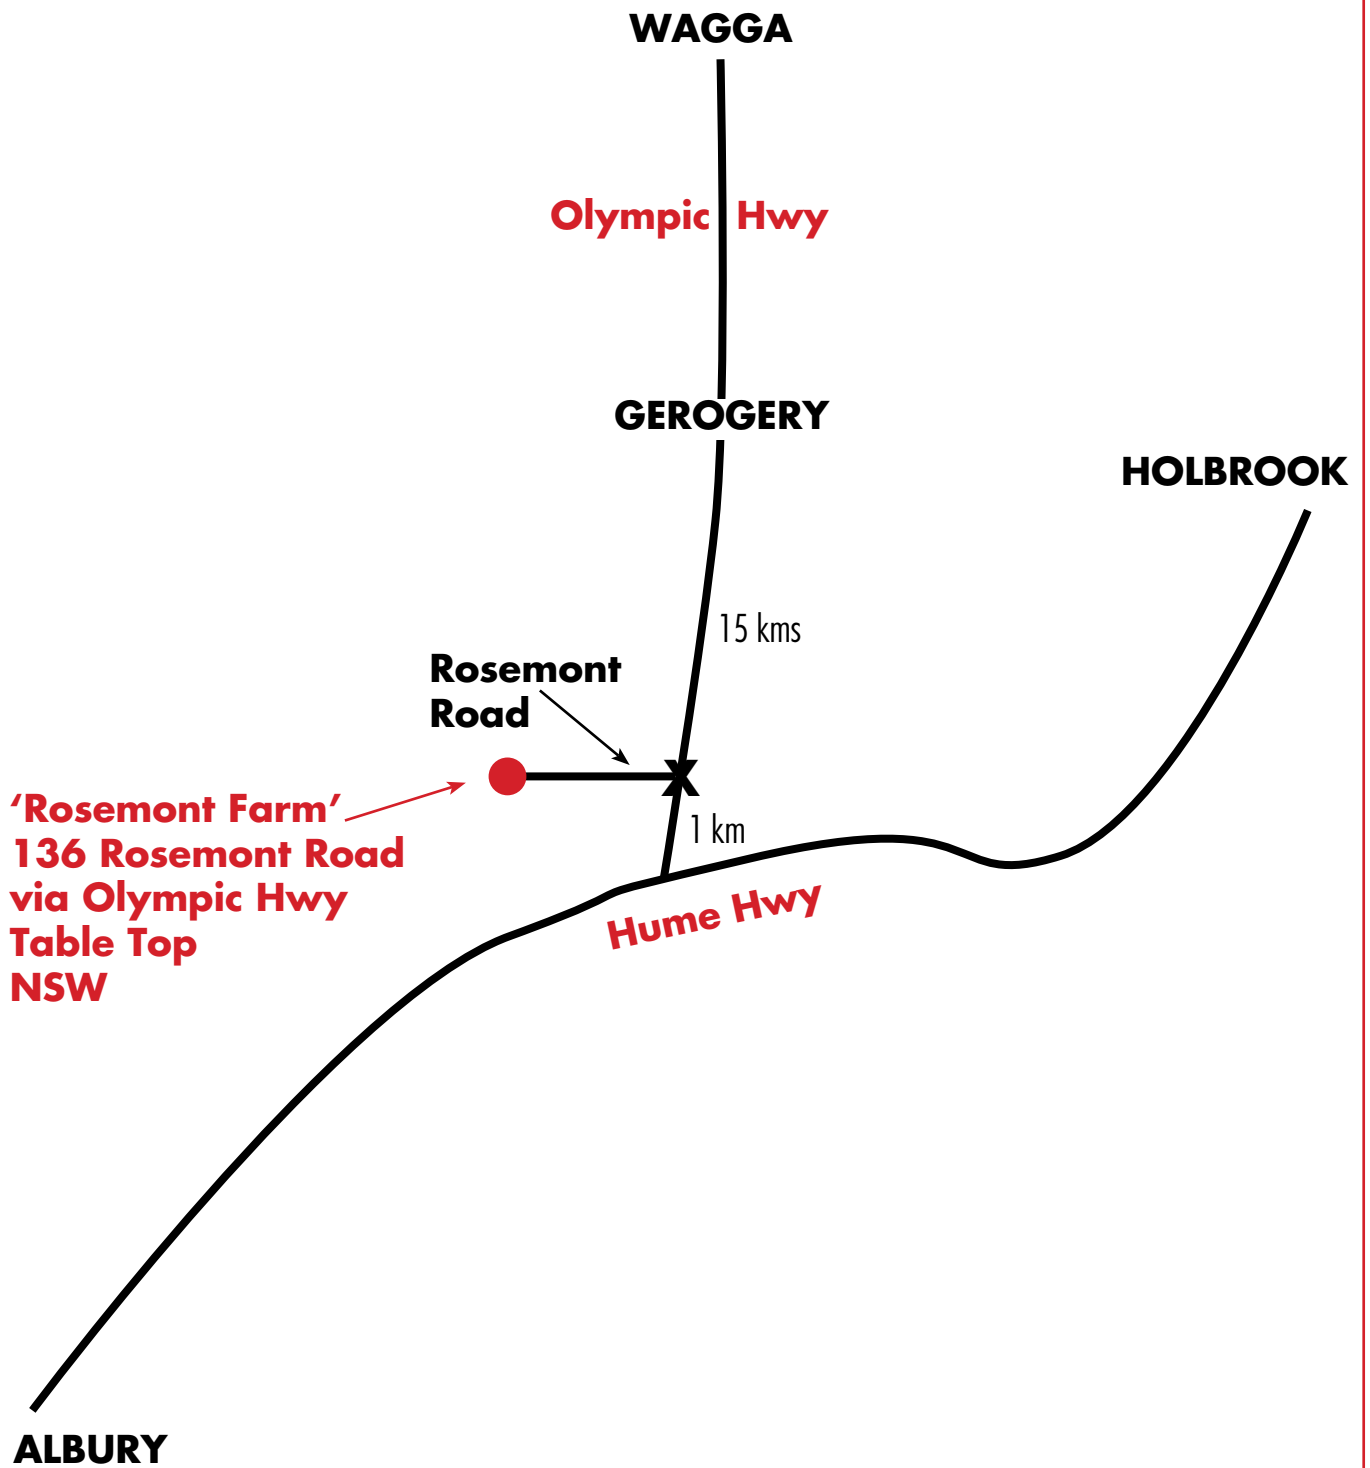 WAGGA
Olympic Hwy
GEROGERY
HOLBROOK
15 kms
Rosemont
Road
X
1 km
‘Rosemont Farm’
136 Rosemont Road
via Olympic Hwy
Table Top
NSW
Hume Hwy
ALBURY